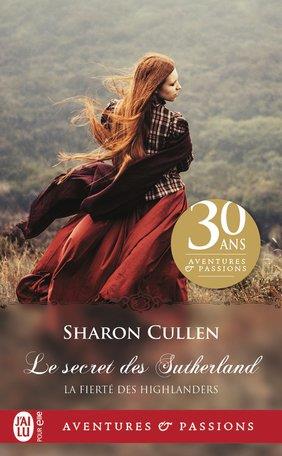 30
ANS
AVENTURES
& PASSIONS
SHARON CULLEN
Le secret des Sutherland
LA FIERTÉ DES HIGHLANDERS
J'AI
LU
POUR elle
AVENTURES & PASSIONS